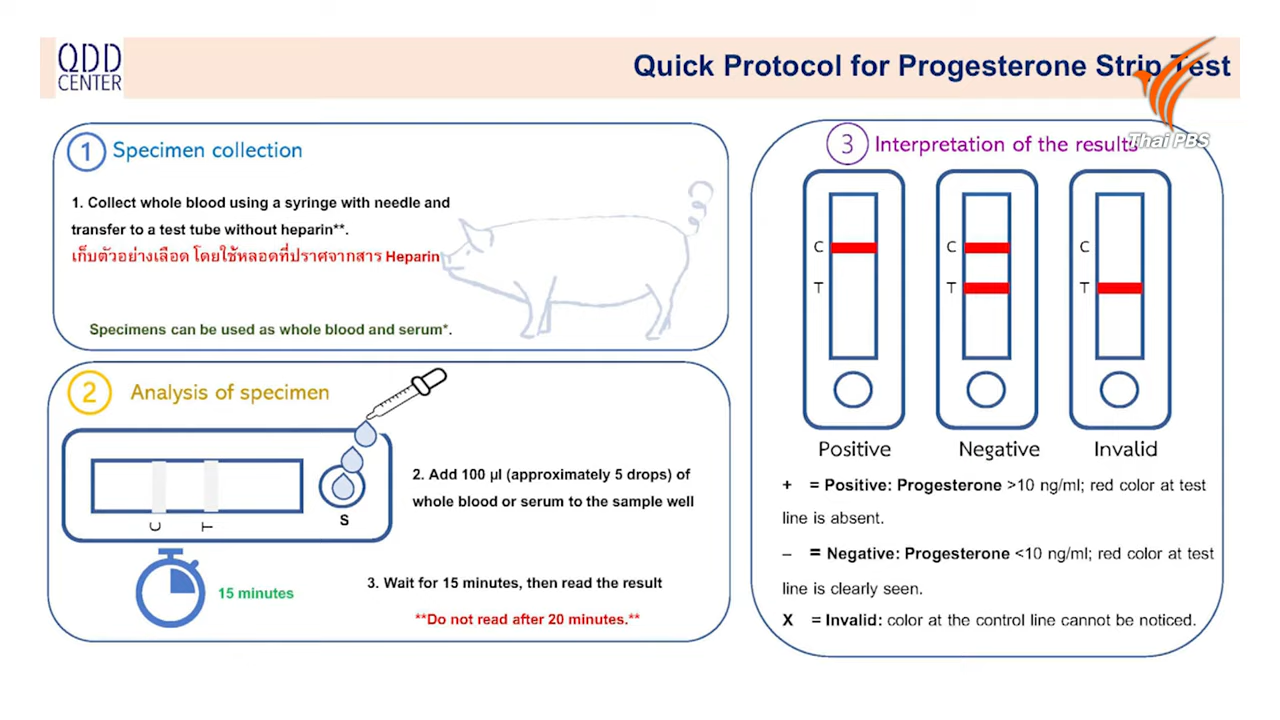 QDD
CENTER
Quick Protocol for Progesterone Strip Test
Thai PBS
1 Specimen collection
1. Collect whole blood using a syringe with needle and
transfer to a test tube without heparin**.
เก็บตัวอย่างเลือด โดยใช้หลอดที่ปราศจากสาร Heparin
Specimens can be used as whole blood and serum*.
2 Analysis of specimen
C T S
2. Add 100 µl (approximately 5 drops) of
whole blood or serum to the sample well
15 minutes
3. Wait for 15 minutes, then read the result
**Do not read after 20 minutes.**
3 Interpretation of the results
C C C
T T T
Positive Negative Invalid
+ = Positive: Progesterone >10 ng/ml; red color at test
line is absent.
– = Negative: Progesterone <10 ng/ml; red color at test
line is clearly seen.
X = Invalid: color at the control line cannot be noticed.